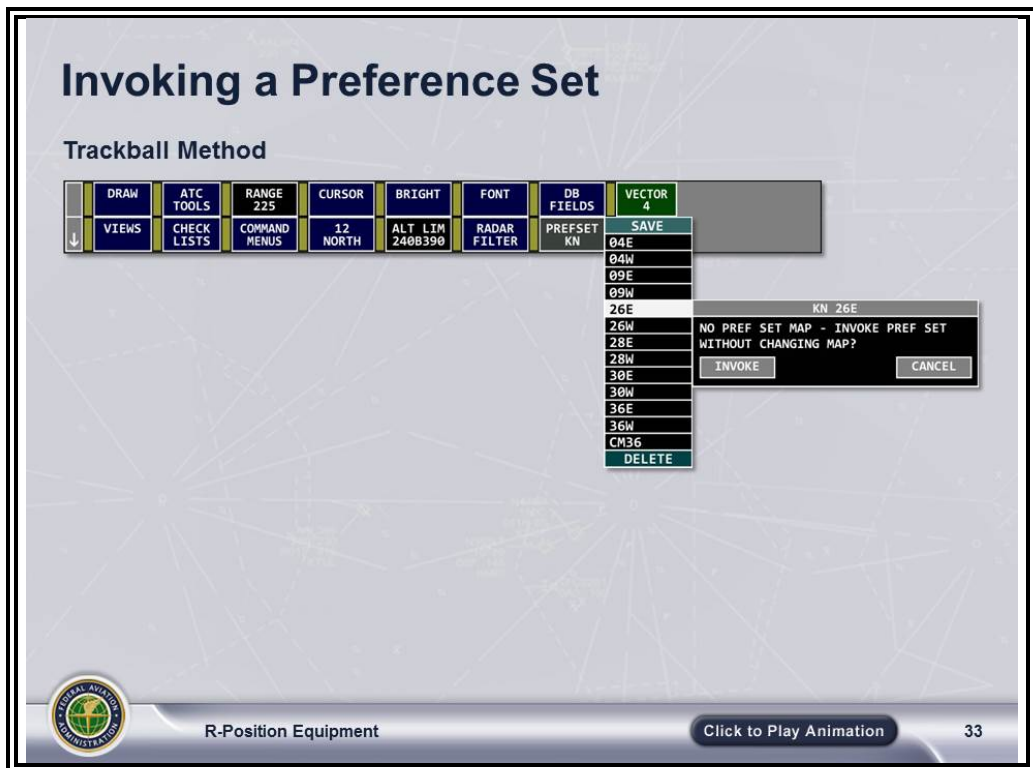 Invoking a Preference Set
Trackball Method
DRAW
ATC
TOOLS
RANGE
225
CURSOR
BRIGHT
FONT
DB
FIELDS
VECTOR
4
↓
VIEWS
CHECK
LISTS
COMMAND
MENUS
12
NORTH
ALT LIM
240B390
RADAR
FILTER
PREFSET
KN
SAVE
04E
04W
09E
09W
26E
26W
28E
28W
30E
30W
36E
36W
CM36
DELETE
KN 26E
NO PREF SET MAP - INVOKE PREF SET
WITHOUT CHANGING MAP?
INVOKE
CANCEL
FEDERAL AVIATION
ADMINISTRATION
R-Position Equipment
Click to Play Animation
33